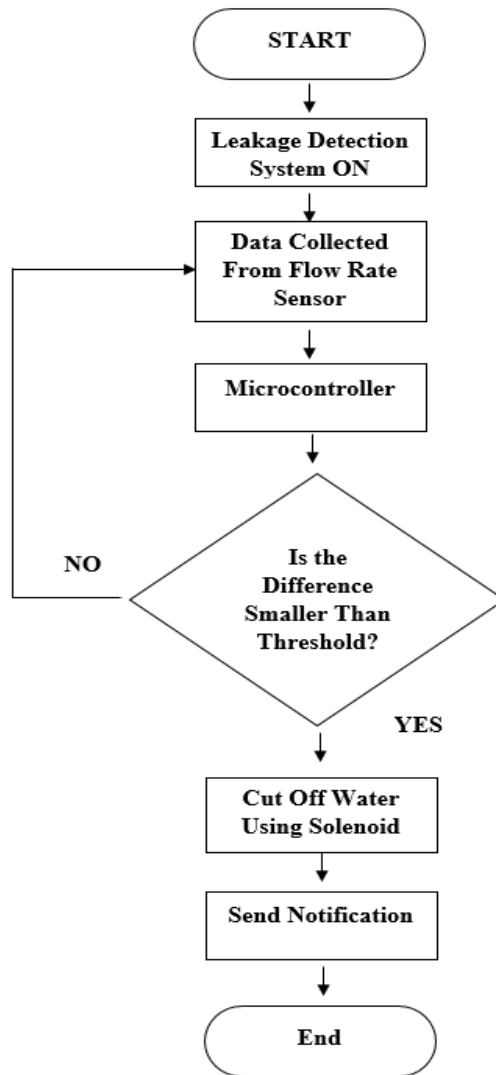 START
Leakage Detection
System ON
Data Collected
From Flow Rate
Sensor
Microcontroller
Is the
Difference
Smaller Than
Threshold?
NO
YES
Cut Off Water
Using Solenoid
Send Notification
End